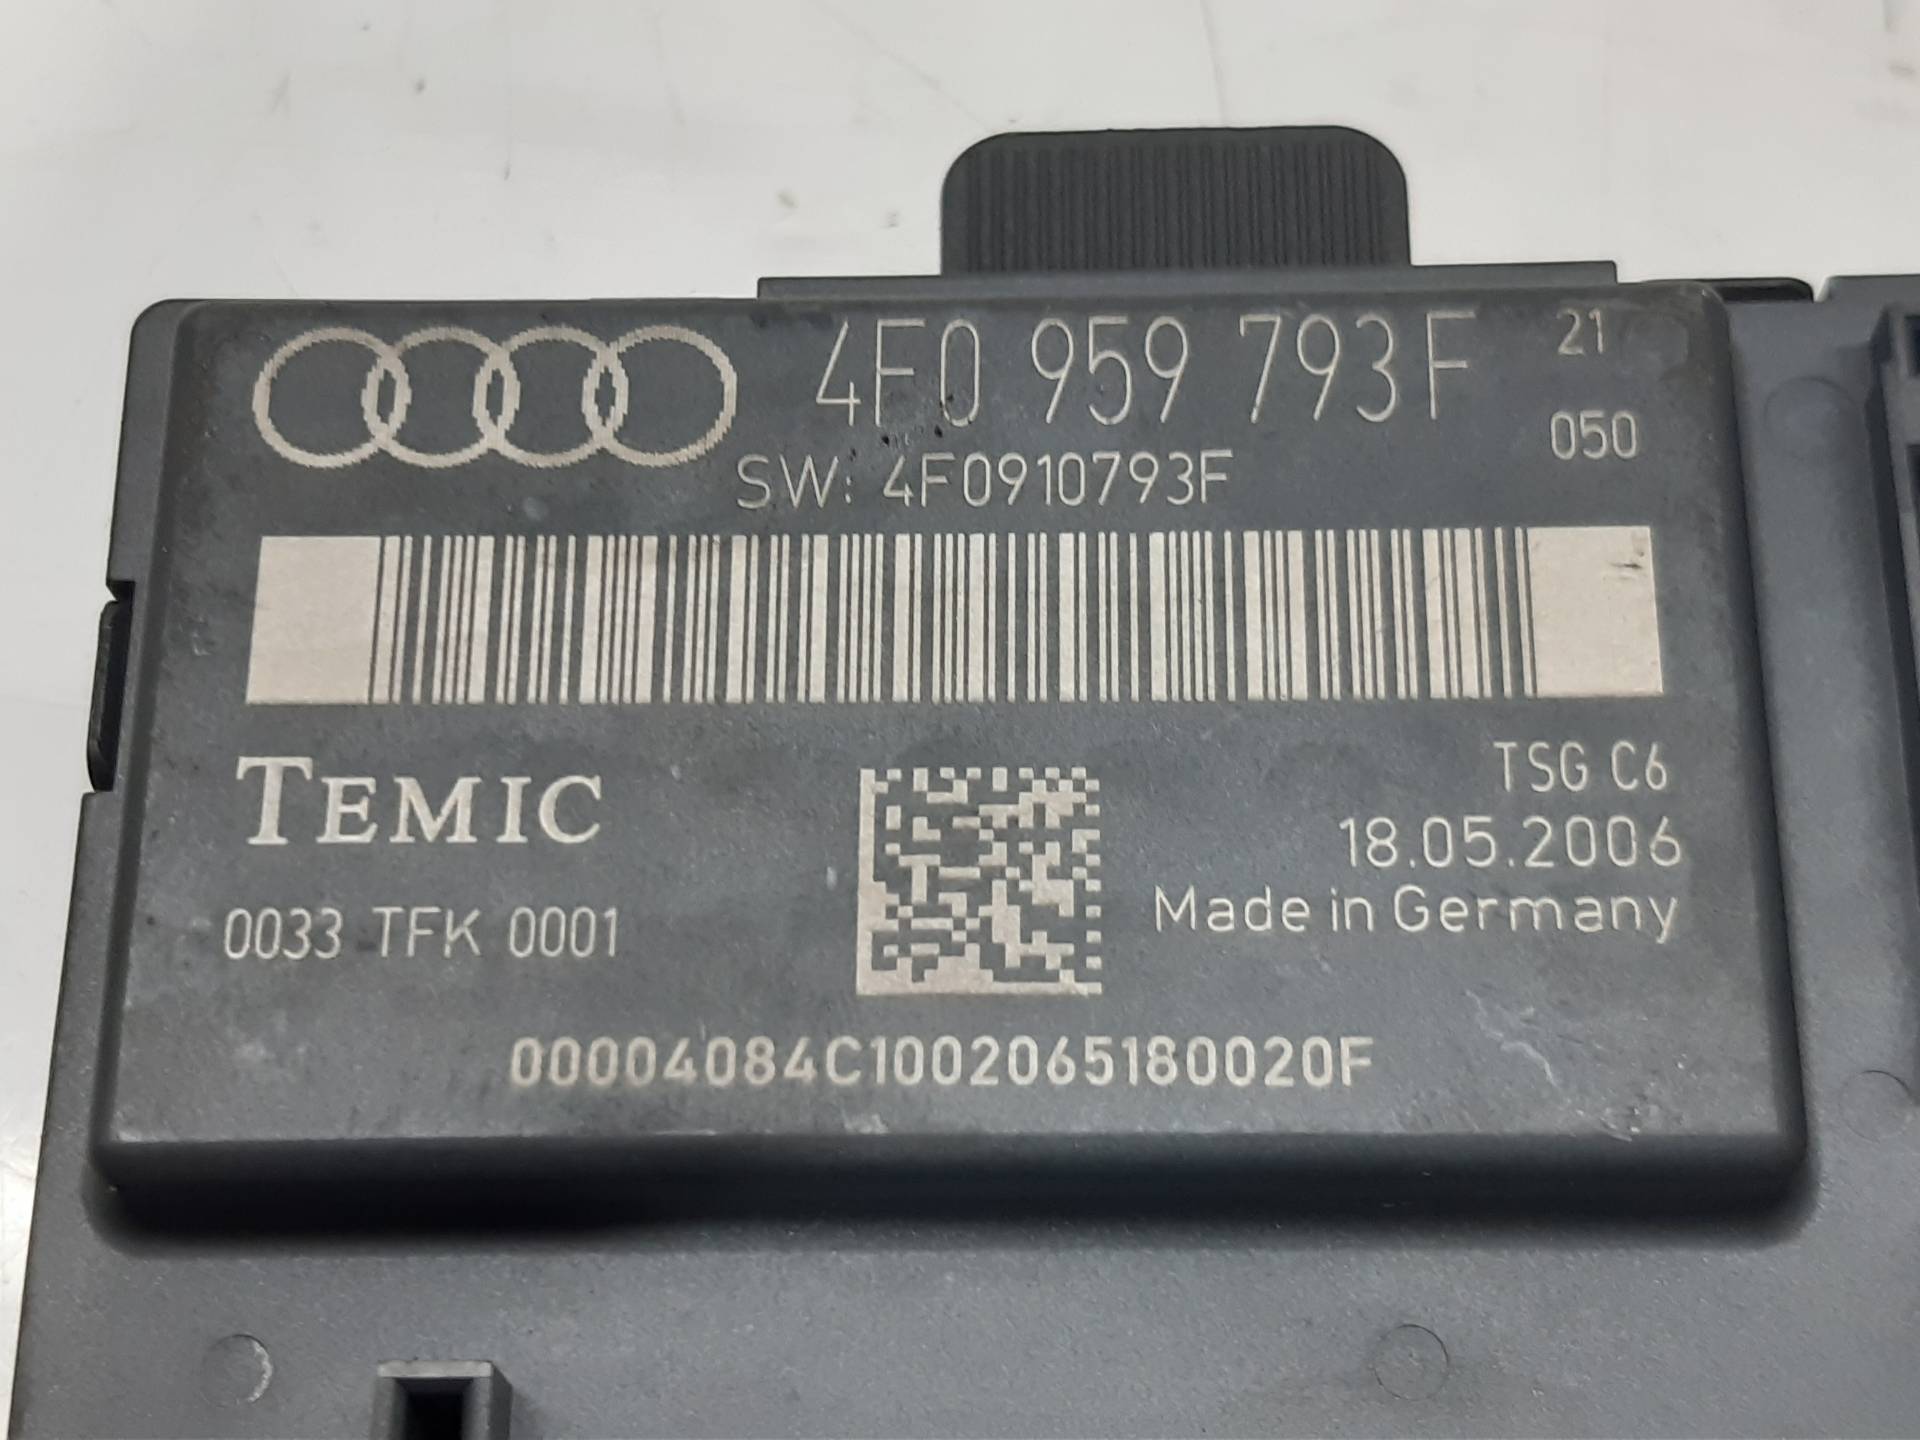 4F0 959 793F 21
050
SW: 4F0910793F
TEMIC
TSG C6
18.05.2006
Made in Germany
0033 TFK 0001
00004084C1002065180020F